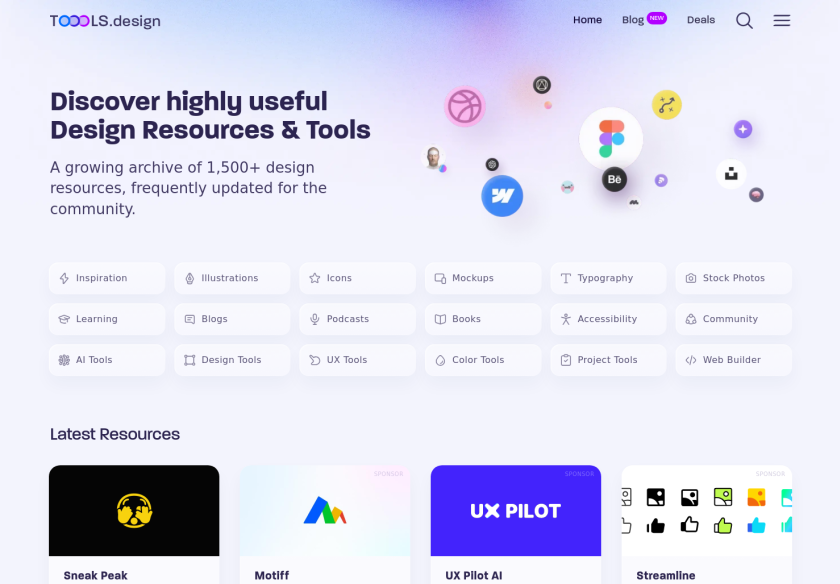 TOOOLS.design
Home
Blog NEW
Deals
Discover highly useful
Design Resources & Tools
A growing archive of 1,500+ design
resources, frequently updated for the
community.
Bē
Inspiration
Illustrations
Icons
Mockups
Typography
Stock Photos
Learning
Blogs
Podcasts
Books
Accessibility
Community
AI Tools
Design Tools
UX Tools
Color Tools
Project Tools
Web Builder
Latest Resources
SPONSOR
SPONSOR
SPONSOR
UX PILOT
Sneak Peak
Motiff
UX Pilot AI
Streamline